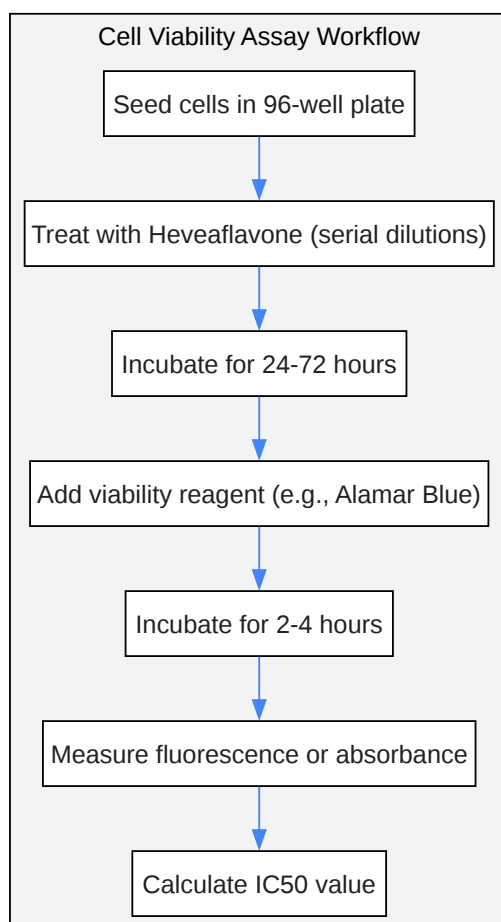 Cell Viability Assay Workflow
Seed cells in 96-well plate
Treat with Heveaflavone (serial dilutions)
Incubate for 24-72 hours
Add viability reagent (e.g., Alamar Blue)
Incubate for 2-4 hours
Measure fluorescence or absorbance
Calculate IC50 value